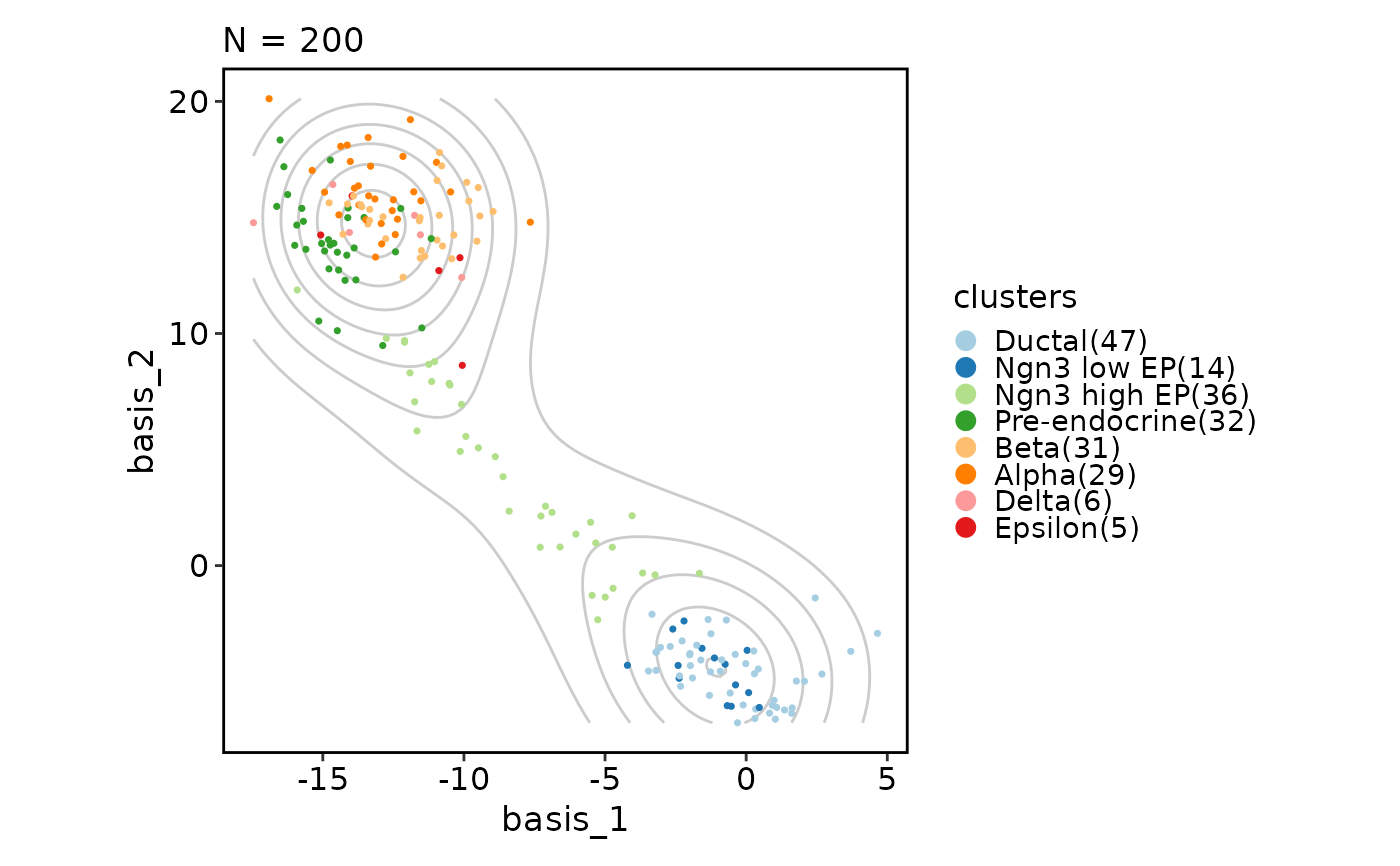 N = 200
20
10
0
basis_2
-15
-10
-5
0
5
basis_1
clusters
Ductal(47)
Ngn3 low EP(14)
Ngn3 high EP(36)
Pre-endocrine(32)
Beta(31)
Alpha(29)
Delta(6)
Epsilon(5)